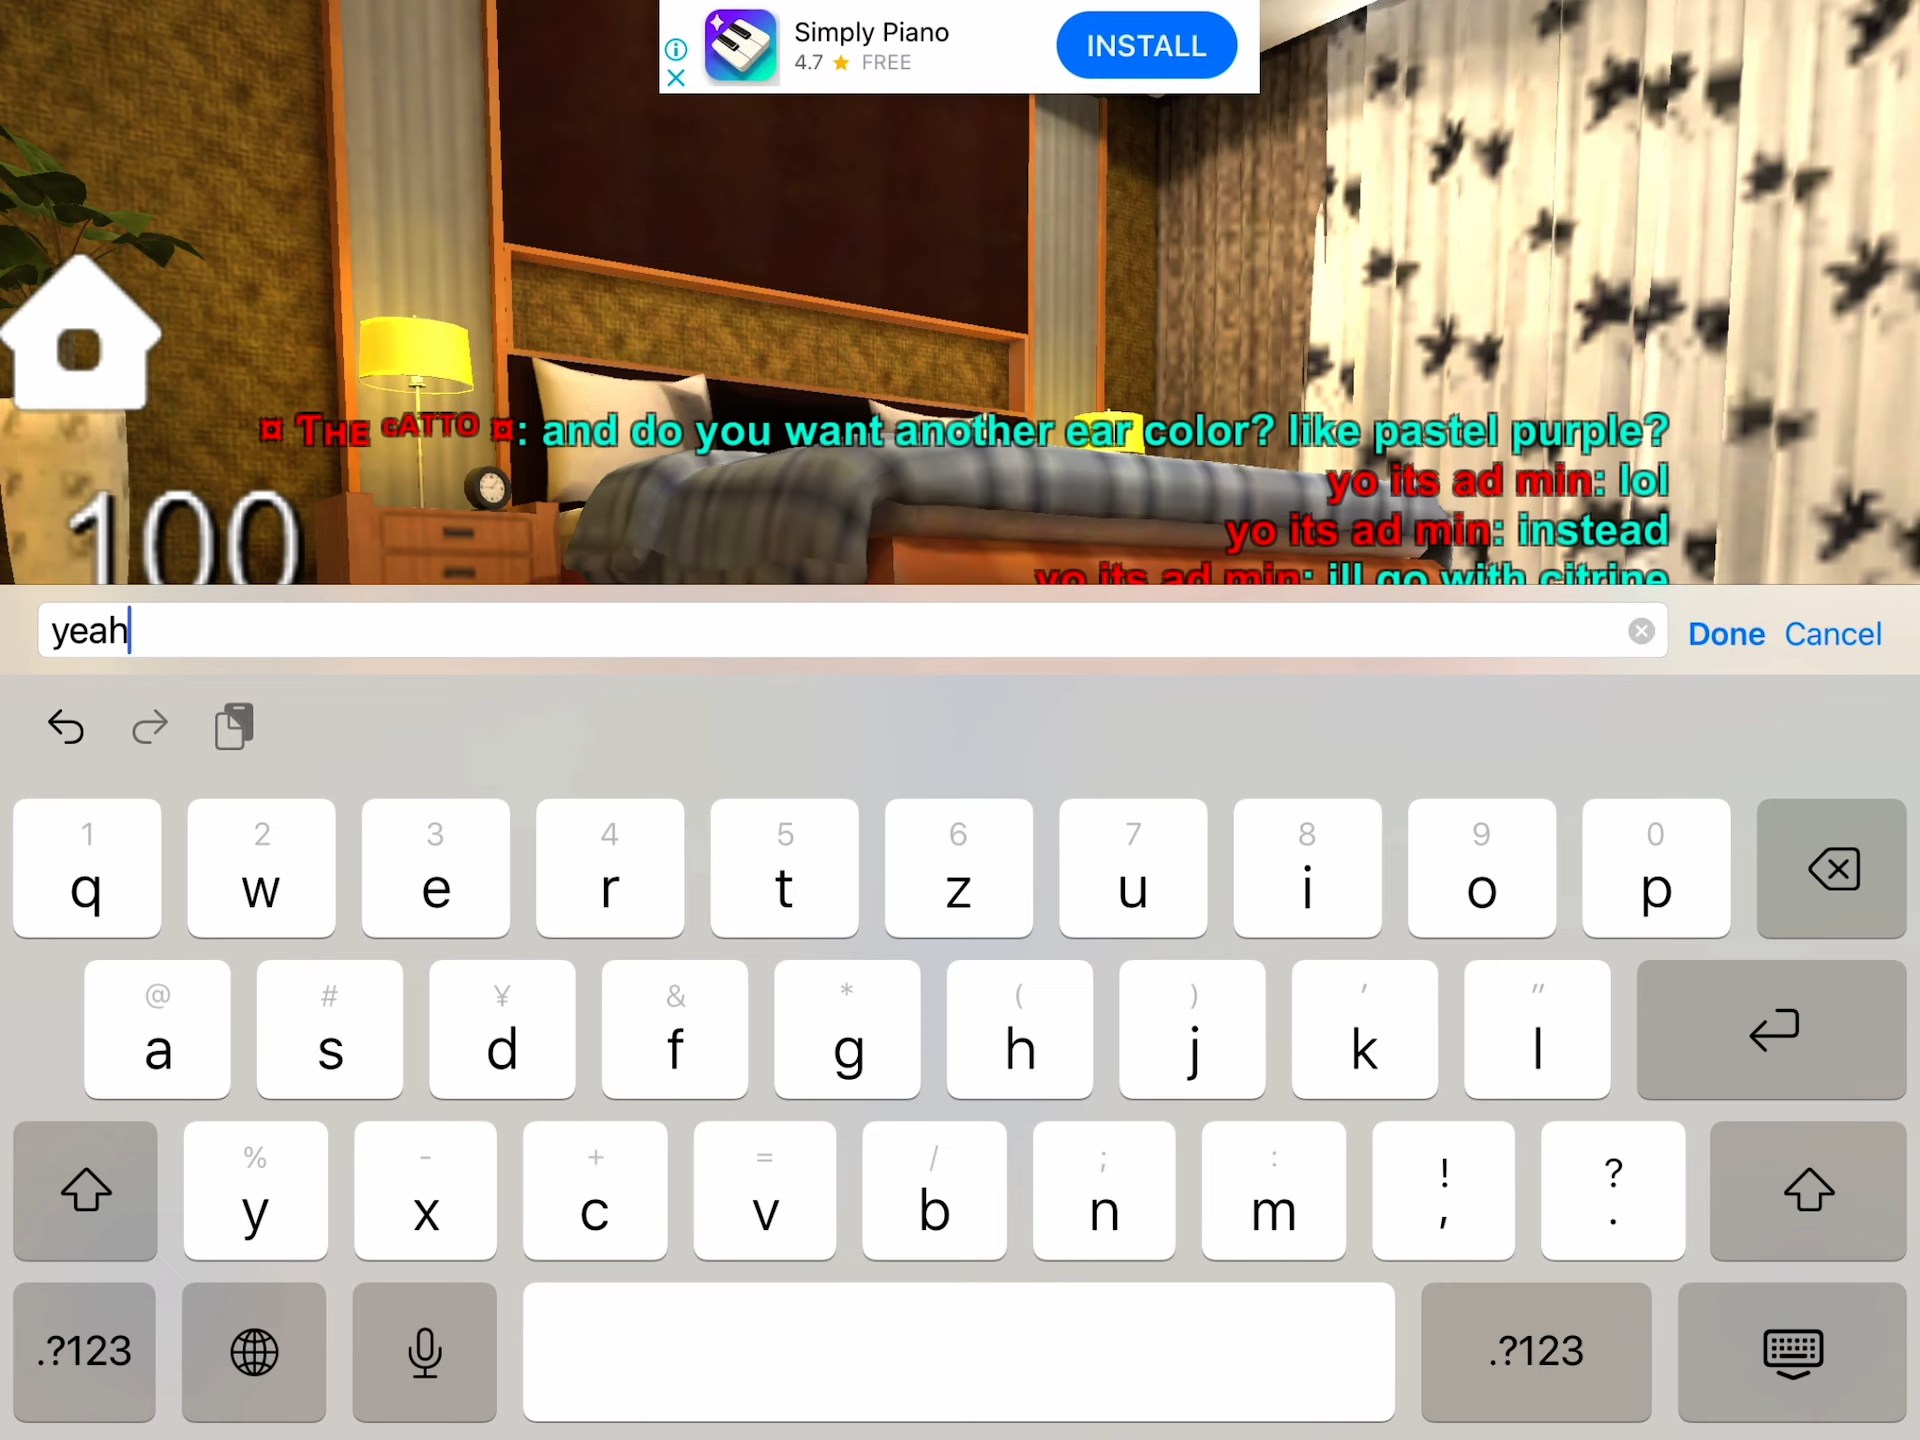 Simply Piano
4.7 ★ FREE
INSTALL
¤ THE cATTO ¤: and do you want another ear color? like pastel purple?
yo its ad min: lol
yo its ad min: instead
yo its ad min: ill go with citrine
100
yeah
Done Cancel
1 2 3 4 5 6 7 8 9 0
q w e r t z u i o p
@ # ¥ & * ( ) ' "
a s d f g h j k l
% - + = / ; : ! ?
y x c v b n m , .
.?123 .?123